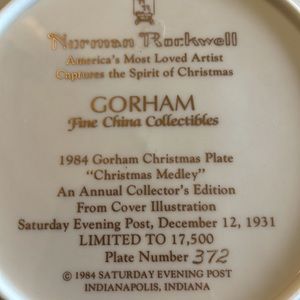 Norman Rockwell
America's Most Loved Artist
Captures the Spirit of Christmas
GORHAM
Fine China Collectibles
1984 Gorham Christmas Plate
"Christmas Medley"
An Annual Collector's Edition
From Cover Illustration
Saturday Evening Post, December 12, 1931
LIMITED TO 17,500
Plate Number 372
© 1984 SATURDAY EVENING POST
INDIANAPOLIS, INDIANA